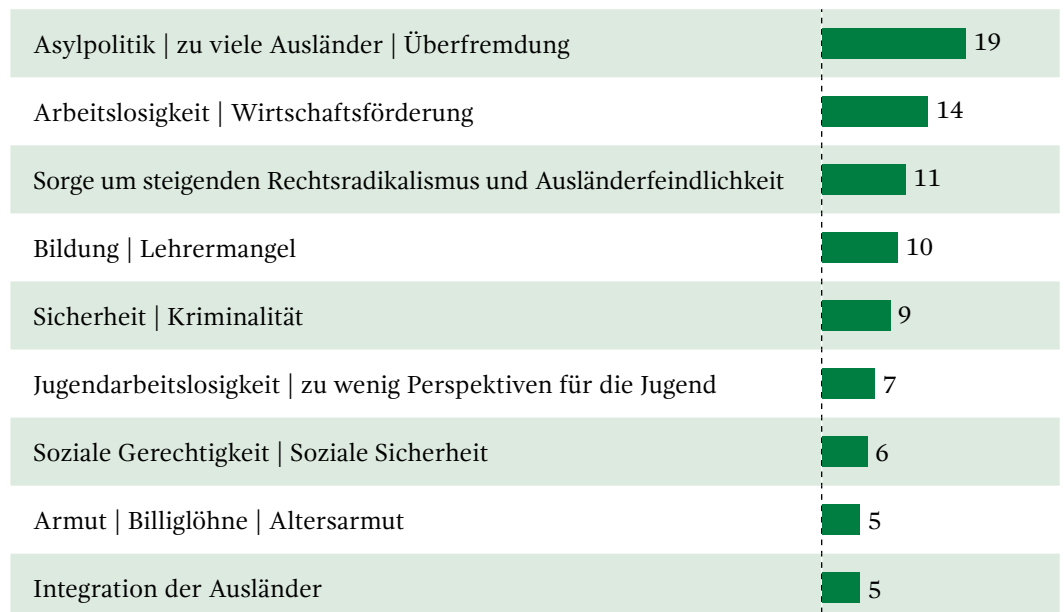 Asylpolitik | zu viele Ausländer | Überfremdung 19
Arbeitslosigkeit | Wirtschaftsförderung 14
Sorge um steigenden Rechtsradikalismus und Ausländerfeindlichkeit 11
Bildung | Lehrermangel 10
Sicherheit | Kriminalität 9
Jugendarbeitslosigkeit | zu wenig Perspektiven für die Jugend 7
Soziale Gerechtigkeit | Soziale Sicherheit 6
Armut | Billiglöhne | Altersarmut 5
Integration der Ausländer 5